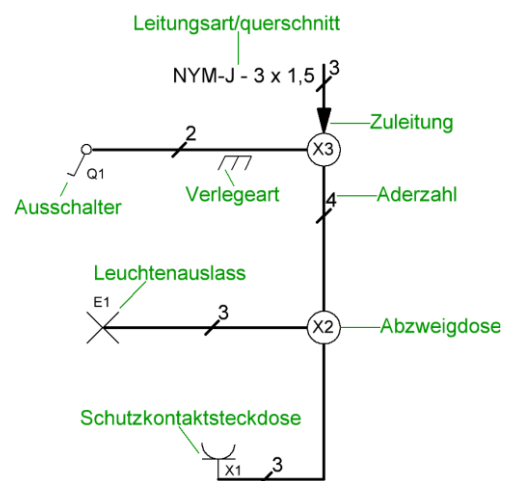 Leitungsart/querschnitt
NYM-J - 3 x 1,5
3
Zuleitung
2
X3
Q1
Ausschalter
Verlegeart
4
Aderzahl
Leuchtenauslass
E1
3
X2
Abzweigdose
Schutzkontaktsteckdose
X1
3